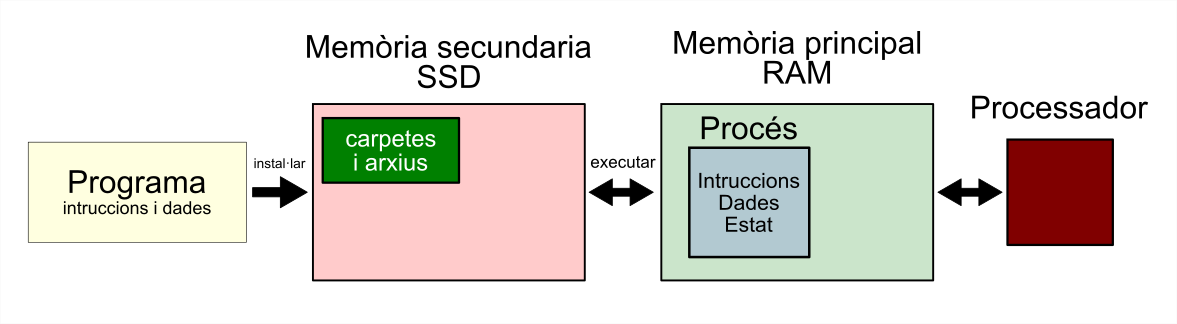 Memòria secundaria
SSD
Memòria principal
RAM
Processador
Programa
intruccions i dades
instal·lar
carpetes
i arxius
executar
Procés
Intruccions
Dades
Estat